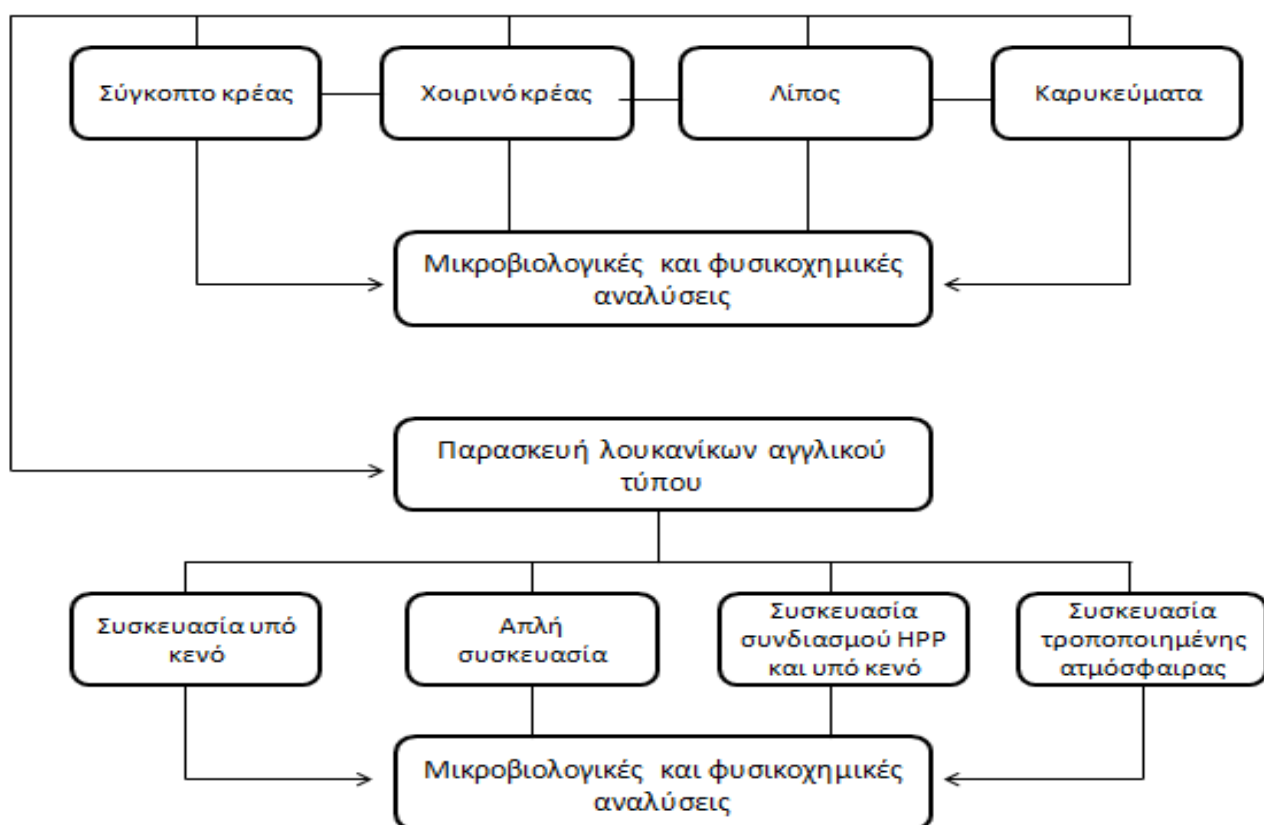 Σύγκοπτο κρέας
Χοιρινό κρέας
Λίπος
Καρυκεύματα
Μικροβιολογικές και φυσικοχημικές
αναλύσεις
Παρασκευή λουκανίκων αγγλικού
τύπου
Συσκευασία υπό
κενό
Απλή
συσκευασία
Συσκευασία
συνδιασμού HPP
και υπό κενό
Συσκευασία
τροποποιημένης
ατμόσφαιρας
Μικροβιολογικές και φυσικοχημικές
αναλύσεις